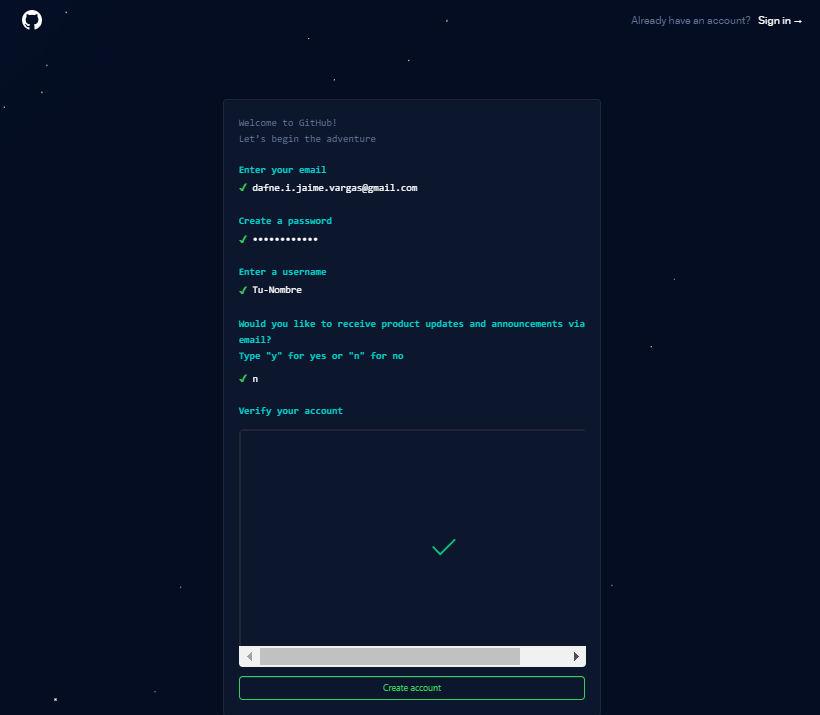 Already have an account? Sign in →
Welcome to GitHub!
Let's begin the adventure
Enter your email
✓ dafne.i.jaime.vargas@gmail.com
Create a password
✓ ••••••••••••
Enter a username
✓ Tu-Nombre
Would you like to receive product updates and announcements via
email?
Type "y" for yes or "n" for no
✓ n
Verify your account
Create account